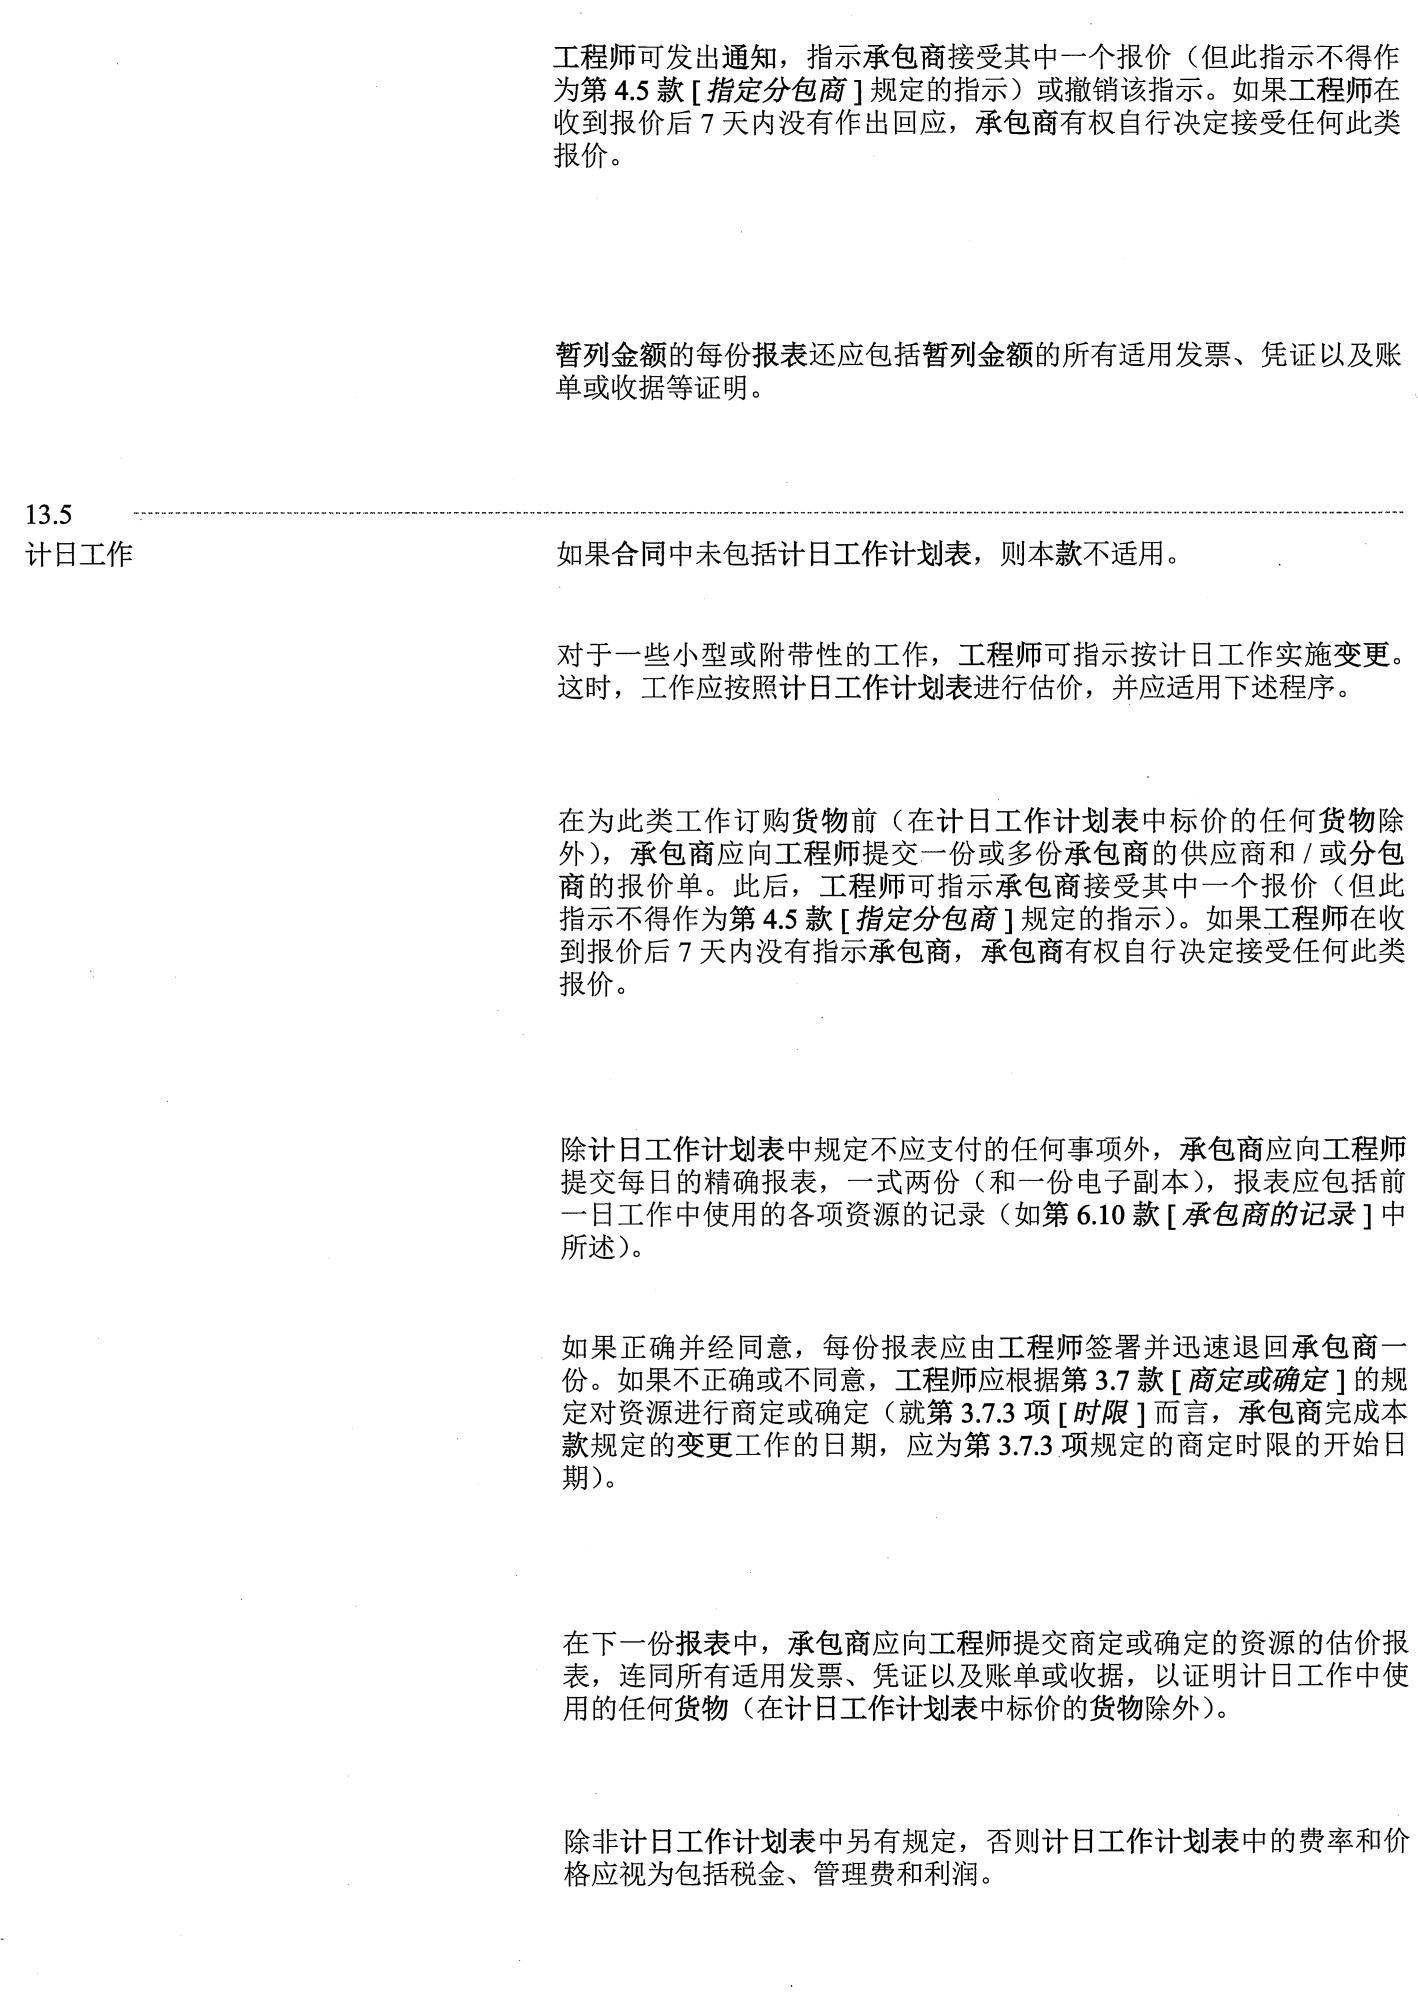 工程师可发出通知，指示承包商接受其中一个报价（但此指示不得作
为第 4.5 款 [ 指定分包商 ] 规定的指示）或撤销该指示。如果工程师在
收到报价后 7 天内没有作出回应，承包商有权自行决定接受任何此类
报价。
暂列金额的每份报表还应包括暂列金额的所有适用发票、凭证以及账
单或收据等证明。
13.5
计日工作
如果合同中未包括计日工作计划表，则本款不适用。
对于一些小型或附带性的工作，工程师可指示按计日工作实施变更。
这时，工作应按照计日工作计划表进行估价，并应适用下述程序。
在为此类工作订购货物前（在计日工作计划表中标价的任何货物除
外），承包商应向工程师提交一份或多份承包商的供应商和 / 或分包
商的报价单。此后，工程师可指示承包商接受其中一个报价（但此
指示不得作为第 4.5 款 [ 指定分包商 ] 规定的指示）。如果工程师在收
到报价后 7 天内没有指示承包商，承包商有权自行决定接受任何此类
报价。
除计日工作计划表中规定不应支付的任何事项外，承包商应向工程师
提交每日的精确报表，一式两份（和一份电子副本），报表应包括前
一日工作中使用的各项资源的记录（如第 6.10 款 [ 承包商的记录 ] 中
所述）。
如果正确并经同意，每份报表应由工程师签署并迅速退回承包商一
份。如果不正确或不同意，工程师应根据第 3.7 款 [ 商定或确定 ] 的规
定对资源进行商定或确定（就第 3.7.3 项 [ 时限 ] 而言，承包商完成本
款规定的变更工作的日期，应为第 3.7.3 项规定的商定时限的开始日
期）。
在下一份报表中，承包商应向工程师提交商定或确定的资源的估价报
表，连同所有适用发票、凭证以及账单或收据，以证明计日工作中使
用的任何货物（在计日工作计划表中标价的货物除外）。
除非计日工作计划表中另有规定，否则计日工作计划表中的费率和价
格应视为包括税金、管理费和利润。